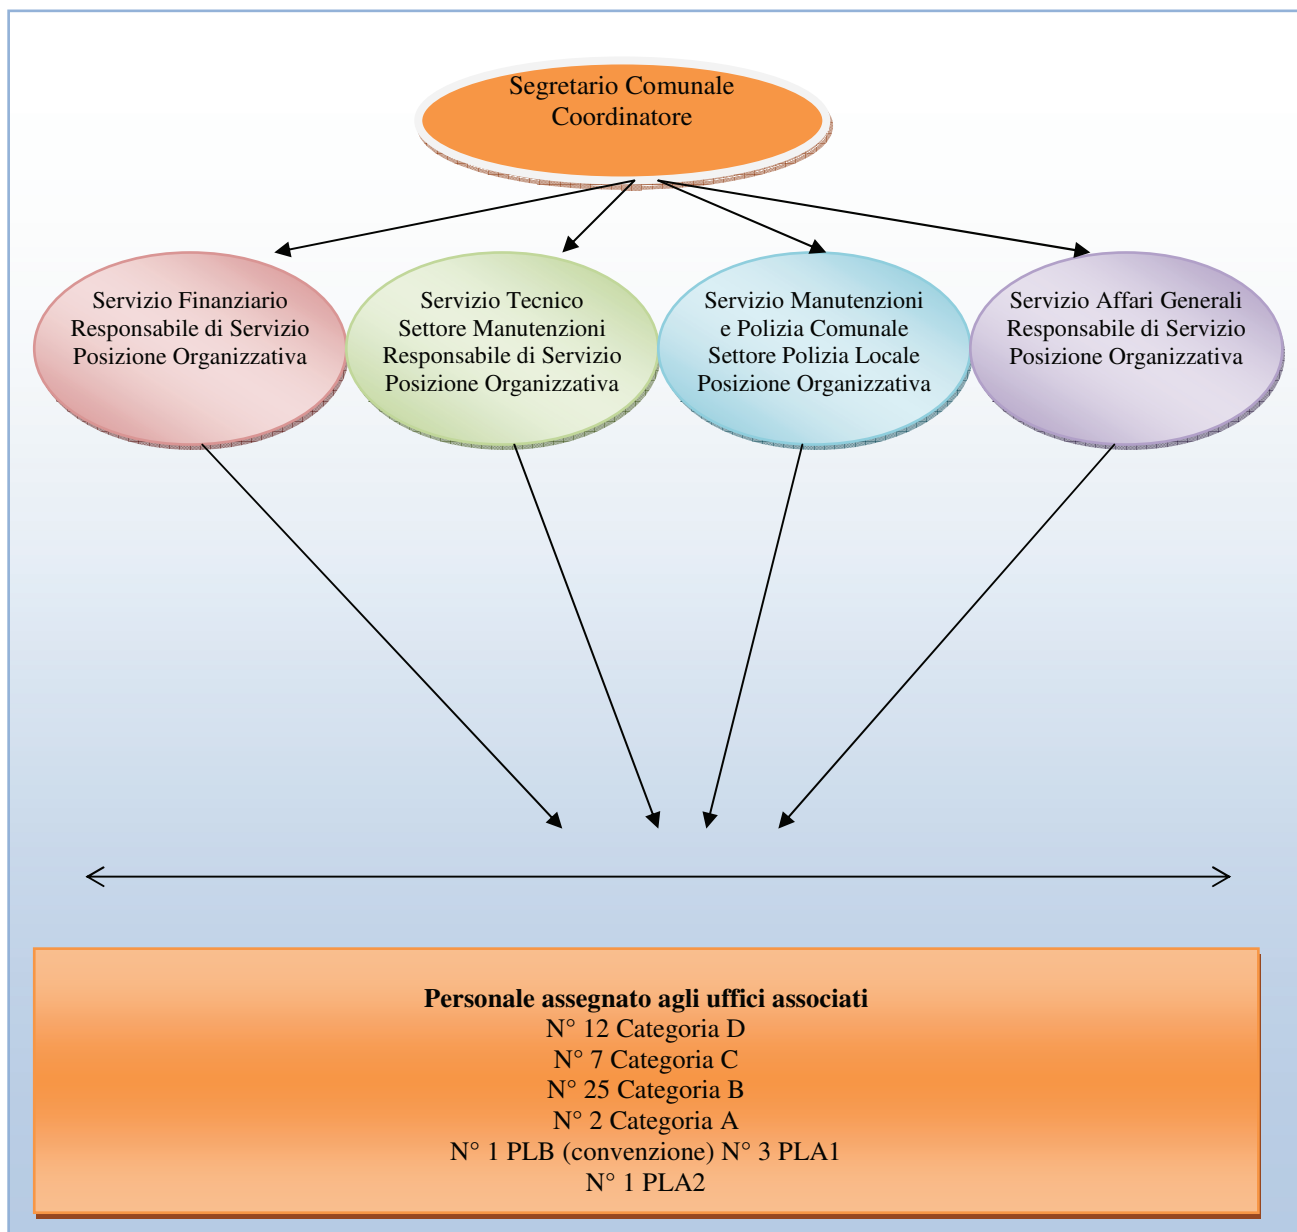 Segretario Comunale
Coordinatore
Servizio Finanziario
Responsabile di Servizio
Posizione Organizzativa
Servizio Tecnico
Settore Manutenzioni
Responsabile di Servizio
Posizione Organizzativa
Servizio Manutenzioni
e Polizia Comunale
Settore Polizia Locale
Posizione Organizzativa
Servizio Affari Generali
Responsabile di Servizio
Posizione Organizzativa
Personale assegnato agli uffici associati
N° 12 Categoria D
N° 7 Categoria C
N° 25 Categoria B
N° 2 Categoria A
N° 1 PLB (convenzione) N° 3 PLA1
N° 1 PLA2